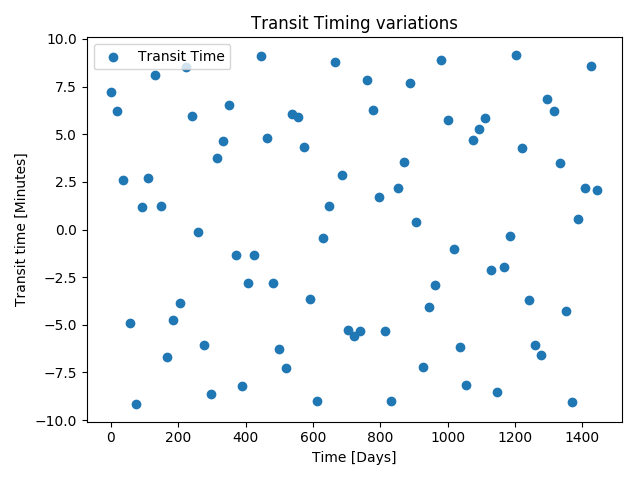 Transit Timing variations
Transit Time
10.0
7.5
5.0
2.5
0.0
−2.5
−5.0
−7.5
−10.0
Transit time [Minutes]
0 200 400 600 800 1000 1200 1400
Time [Days]